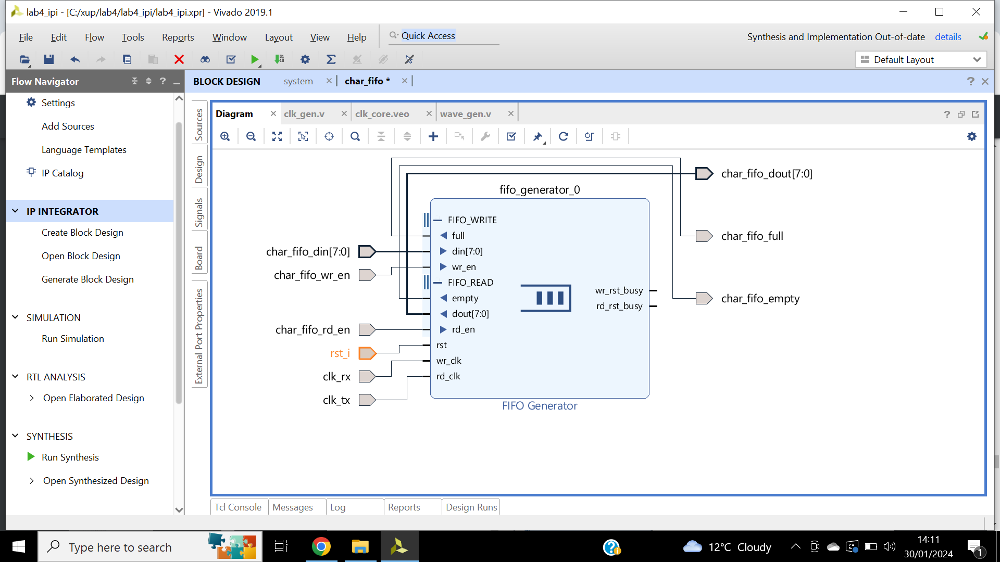 lab4_ipi - [C:/xup/lab4/lab4_ipi/lab4_ipi.xpr] - Vivado 2019.1
File Edit Flow Tools Reports Window Layout View Help Quick Access
Synthesis and Implementation Out-of-date details
Default Layout
Flow Navigator
Settings
Add Sources
Language Templates
IP Catalog
IP INTEGRATOR
Create Block Design
Open Block Design
Generate Block Design
SIMULATION
Run Simulation
RTL ANALYSIS
Open Elaborated Design
SYNTHESIS
Run Synthesis
Open Synthesized Design
BLOCK DESIGN system char_fifo *
Sources
Design
Signals
Board
External Port Properties
Diagram clk_gen.v clk_core.veo wave_gen.v
char_fifo_dout[7:0]
fifo_generator_0
FIFO_WRITE
full
char_fifo_full
char_fifo_din[7:0]
din[7:0]
char_fifo_wr_en
wr_en
FIFO_READ
wr_rst_busy
empty
char_fifo_empty
rd_rst_busy
dout[7:0]
char_fifo_rd_en
rd_en
rst_i
rst
wr_clk
clk_rx
rd_clk
clk_tx
FIFO Generator
Tcl Console Messages Log Reports Design Runs
Type here to search
12°C Cloudy
14:11
30/01/2024
1